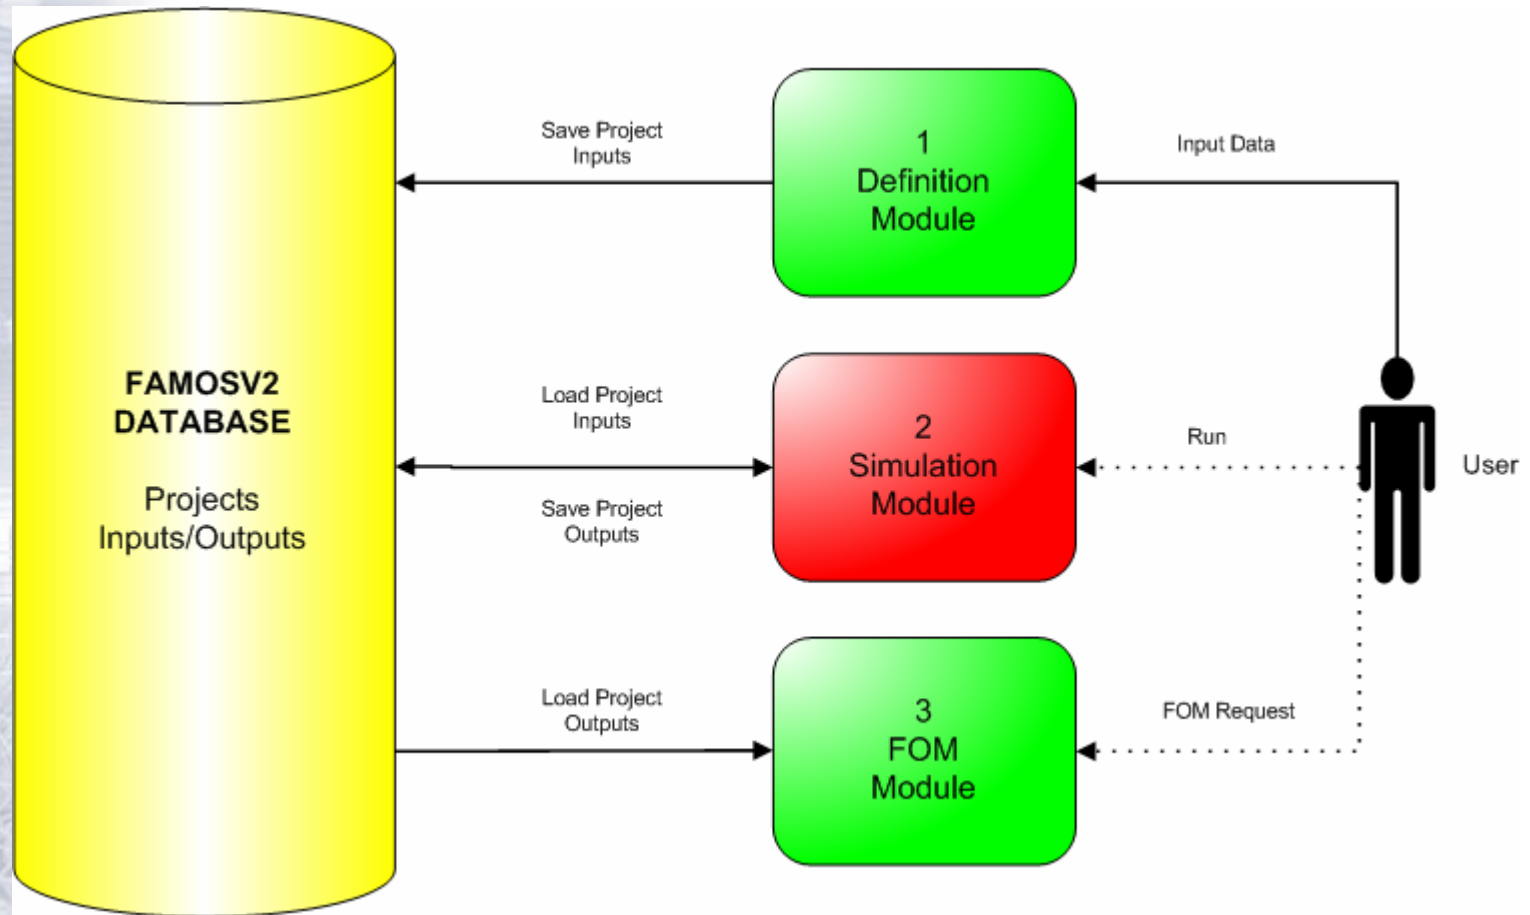 FAMOSV2
DATABASE
Projects
Inputs/Outputs
Save Project
Inputs
1
Definition
Module
Input Data
Load Project
Inputs
Save Project
Outputs
2
Simulation
Module
Run
User
Load Project
Outputs
3
FOM
Module
FOM Request